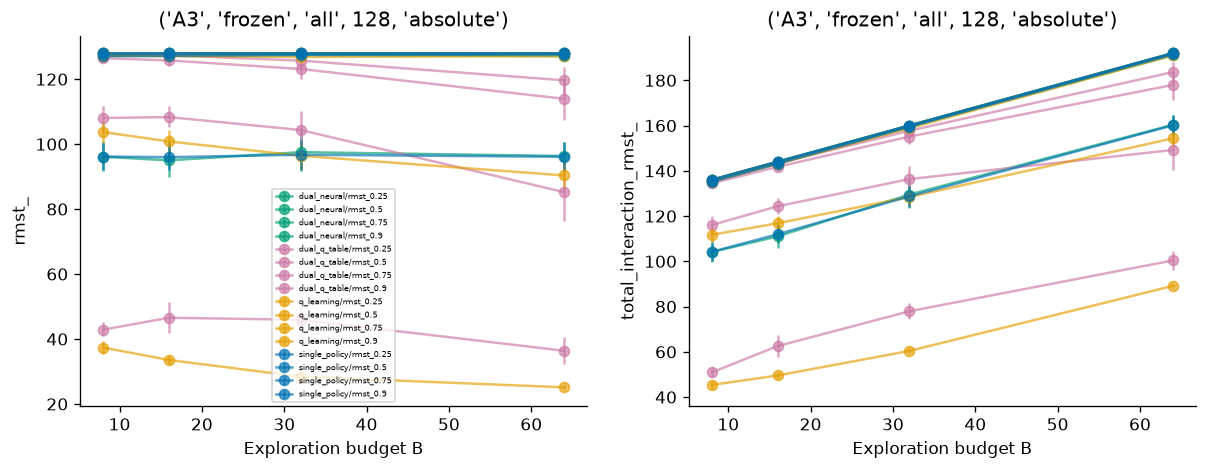 ('A3', 'frozen', 'all', 128, 'absolute')
rmst_
120
100
80
60
40
20
dual_neural/rmst_0.25
dual_neural/rmst_0.5
dual_neural/rmst_0.75
dual_neural/rmst_0.9
dual_q_table/rmst_0.25
dual_q_table/rmst_0.5
dual_q_table/rmst_0.75
dual_q_table/rmst_0.9
q_learning/rmst_0.25
q_learning/rmst_0.5
q_learning/rmst_0.75
q_learning/rmst_0.9
single_policy/rmst_0.25
single_policy/rmst_0.5
single_policy/rmst_0.75
single_policy/rmst_0.9
10 20 30 40 50 60
Exploration budget B
('A3', 'frozen', 'all', 128, 'absolute')
total_interaction_rmst_
180
160
140
120
100
80
60
40
10 20 30 40 50 60
Exploration budget B